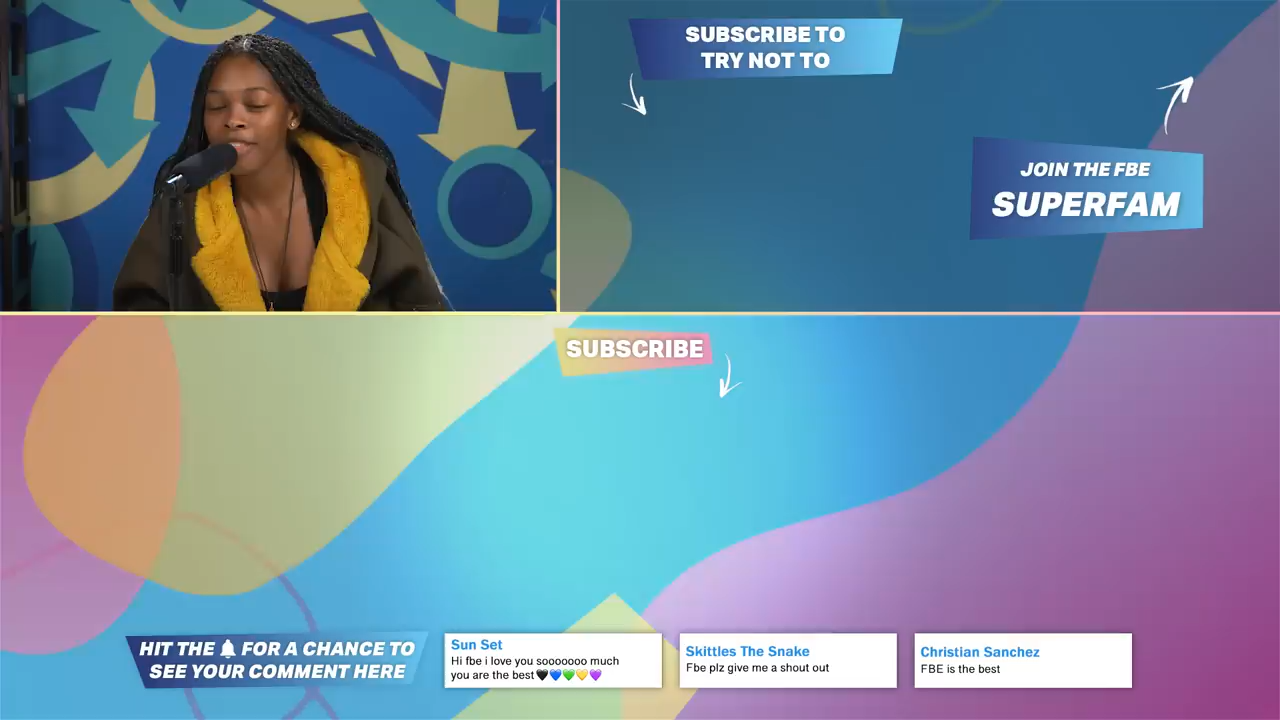 SUBSCRIBE TO
TRY NOT TO
JOIN THE FBE
SUPERFAM
SUBSCRIBE
HIT THE 🔔 FOR A CHANCE TO
SEE YOUR COMMENT HERE
Sun Set
Hi fbe i love you sooooooo much
you are the best🖤💙💚💛💜
Skittles The Snake
Fbe plz give me a shout out
Christian Sanchez
FBE is the best